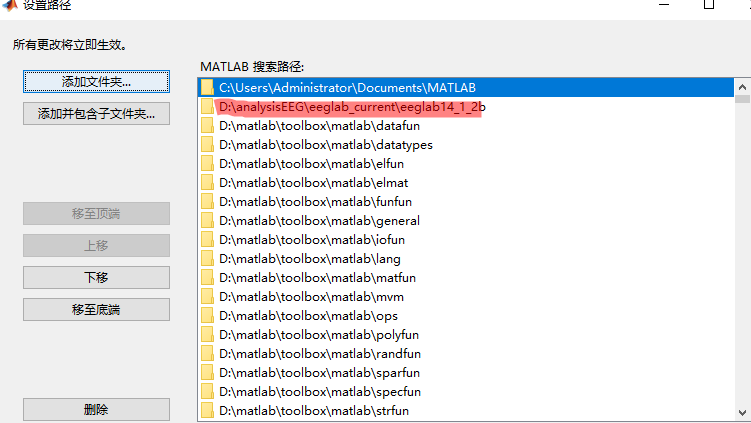 设置路径
所有更改将立即生效。
添加文件夹...
添加并包含子文件夹...
移至顶端
上移
下移
移至底端
删除
MATLAB 搜索路径:
C:\Users\Administrator\Documents\MATLAB
D:\analysisEEG\eeglab_current\eeglab14_1_2b
D:\matlab\toolbox\matlab\datafun
D:\matlab\toolbox\matlab\datatypes
D:\matlab\toolbox\matlab\elfun
D:\matlab\toolbox\matlab\elmat
D:\matlab\toolbox\matlab\funfun
D:\matlab\toolbox\matlab\general
D:\matlab\toolbox\matlab\iofun
D:\matlab\toolbox\matlab\lang
D:\matlab\toolbox\matlab\matfun
D:\matlab\toolbox\matlab\mvm
D:\matlab\toolbox\matlab\ops
D:\matlab\toolbox\matlab\polyfun
D:\matlab\toolbox\matlab\randfun
D:\matlab\toolbox\matlab\sparfun
D:\matlab\toolbox\matlab\specfun
D:\matlab\toolbox\matlab\strfun